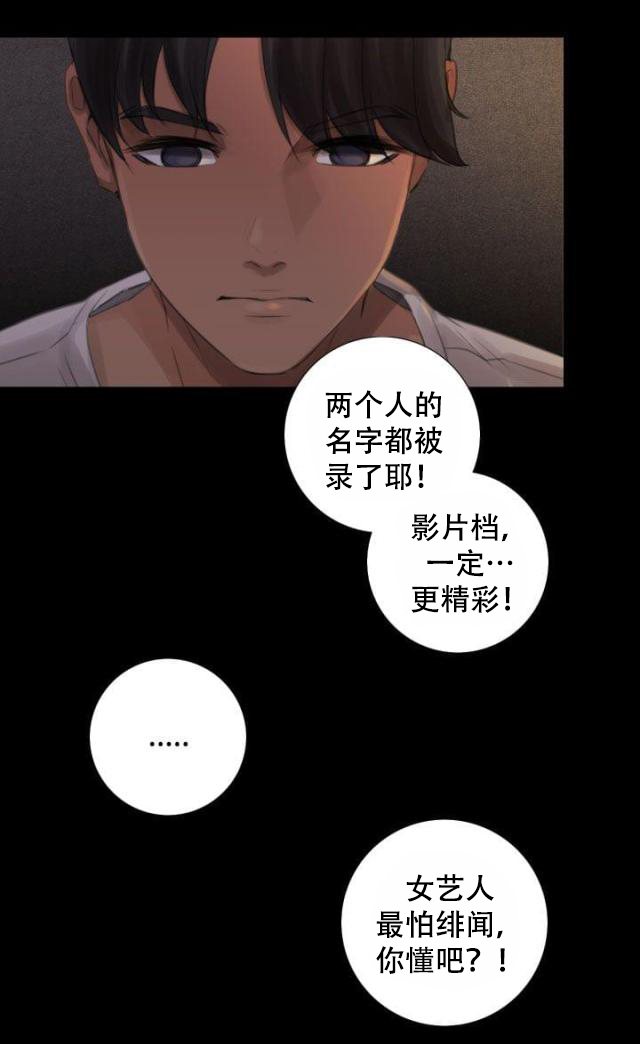 两个人的
名字都被
录了耶!
影片档,
一定…
更精彩!
.....
女艺人
最怕绯闻,
你懂吧?!